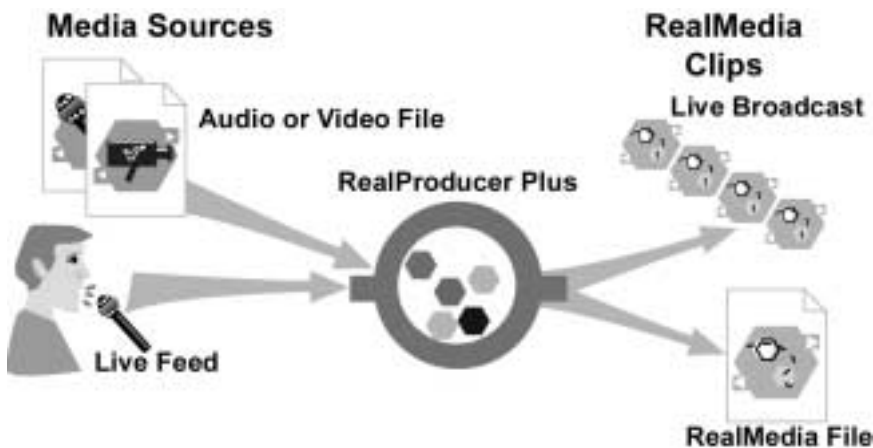 Media Sources
RealMedia
Clips
Live Broadcast
Audio or Video File
RealProducer Plus
Live Feed
RealMedia File